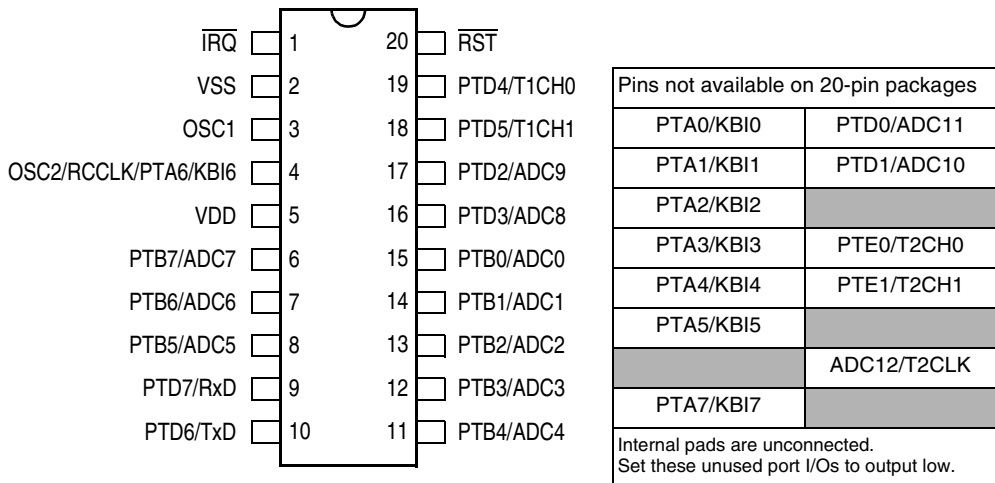 IRQ 1 20 RST
VSS 2 19 PTD4/T1CH0
OSC1 3 18 PTD5/T1CH1
OSC2/RCCLK/PTA6/KBI6 4 17 PTD2/ADC9
VDD 5 16 PTD3/ADC8
PTB7/ADC7 6 15 PTB0/ADC0
PTB6/ADC6 7 14 PTB1/ADC1
PTB5/ADC5 8 13 PTB2/ADC2
PTD7/RxD 9 12 PTB3/ADC3
PTD6/TxD 10 11 PTB4/ADC4
Pins not available on 20-pin packages
PTA0/KBI0 PTD0/ADC11
PTA1/KBI1 PTD1/ADC10
PTA2/KBI2
PTA3/KBI3 PTE0/T2CH0
PTA4/KBI4 PTE1/T2CH1
PTA5/KBI5
ADC12/T2CLK
PTA7/KBI7
Internal pads are unconnected.
Set these unused port I/Os to output low.